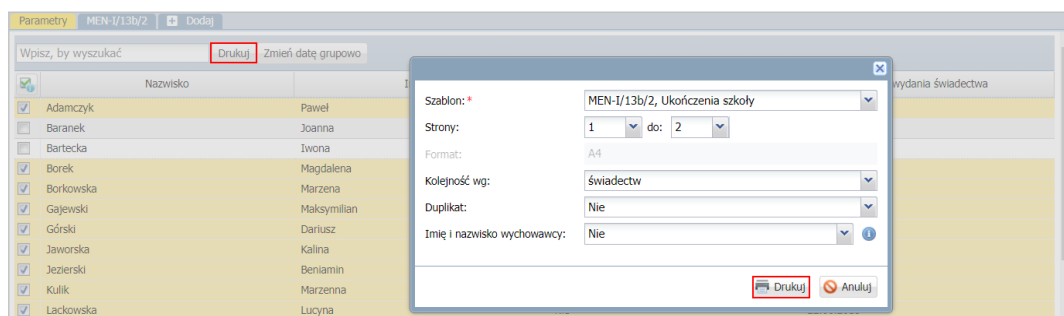 Parametry MEN-I/13b/2 Dodaj
Wpisz, by wyszukać Drukuj Zmień datę grupowo
Nazwisko I wydania świadectwa
Adamczyk Paweł
Baranek Joanna
Bartecka Iwona
Borek Magdalena
Borkowska Marzena
Gajewski Maksymilian
Górski Dariusz
Jaworska Kalina
Jezierski Beniamin
Kulik Marzenna
Lackowska Lucyna
Szablon: * MEN-I/13b/2, Ukończenia szkoły
Strony: 1 do: 2
Format: A4
Kolejność wg: świadectw
Duplikat: Nie
Imię i nazwisko wychowawcy: Nie
Drukuj Anuluj